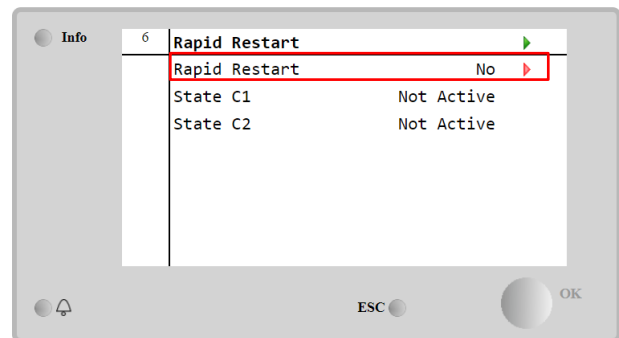 Info
6 Rapid Restart
Rapid Restart No
State C1 Not Active
State C2 Not Active
ESC
OK